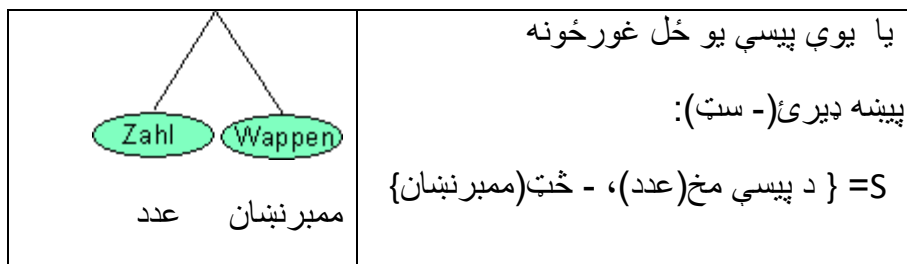 یا یوې پیسې یو ځل غورځونه
پیښه ډیرۍ(- سټ):
S= { د پیسې مخ(عدد)، - څټ(ممبرنښان}
Zahl Wappen
ممبرنښان عدد